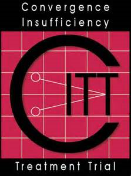 Convergence
Insufficiency
CITT
Treatment Trial